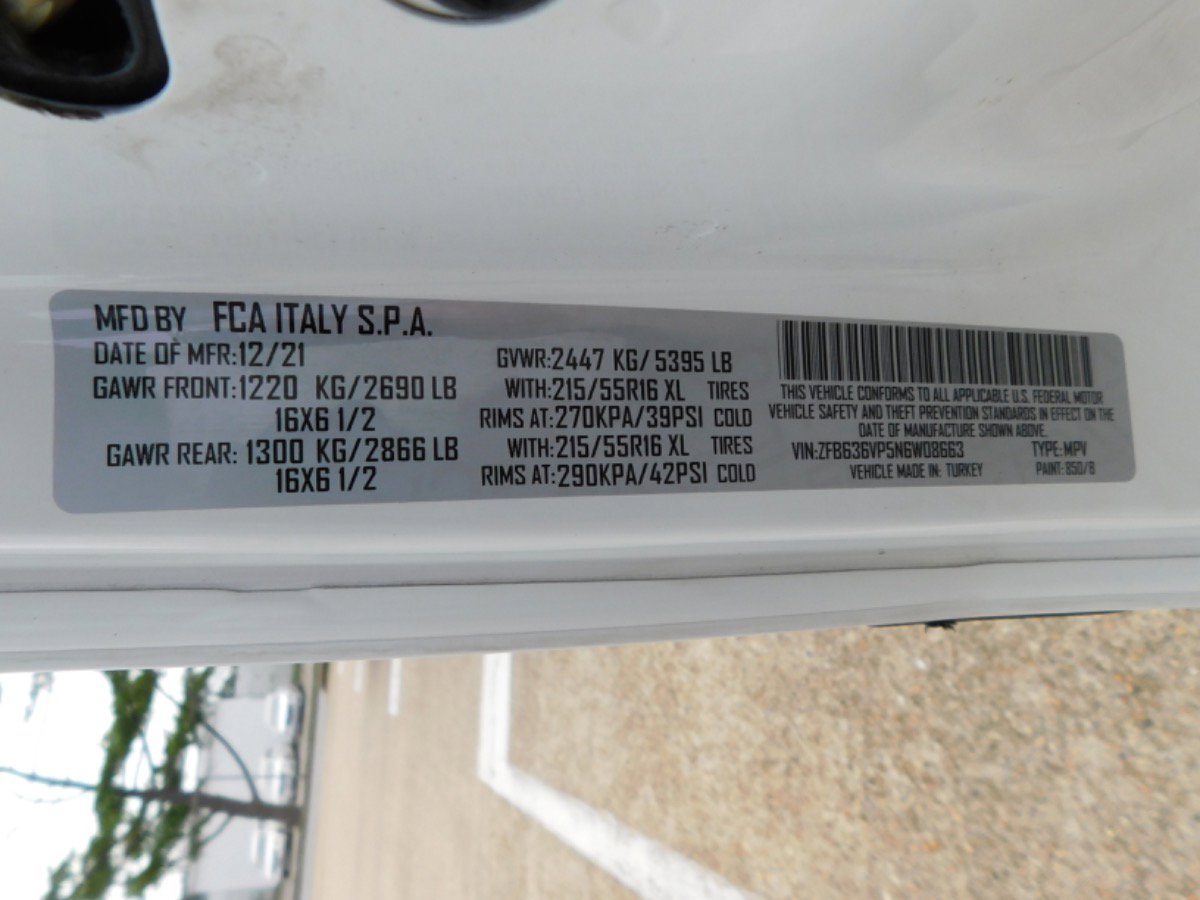 MFD BY FCA ITALY S.P.A.
DATE OF MFR:12/21
GAWR FRONT:1220 KG/2690 LB
16X6 1/2
GAWR REAR: 1300 KG/2866 LB
16X6 1/2
GVWR:2447 KG/5395 LB
WITH:215/55R16 XL TIRES
RIMS AT:270KPA/39PSI COLD
WITH:215/55R16 XL TIRES
RIMS AT:290KPA/42PSI COLD
THIS VEHICLE CONFORMS TO ALL APPLICABLE U.S. FEDERAL MOTOR
VEHICLE SAFETY AND THEFT PREVENTION STANDARDS IN EFFECT ON THE
DATE OF MANUFACTURE SHOWN ABOVE.
VIN:ZFB636VP5N6W08663 TYPE:MPV
VEHICLE MADE IN: TURKEY PAINT: 850/B